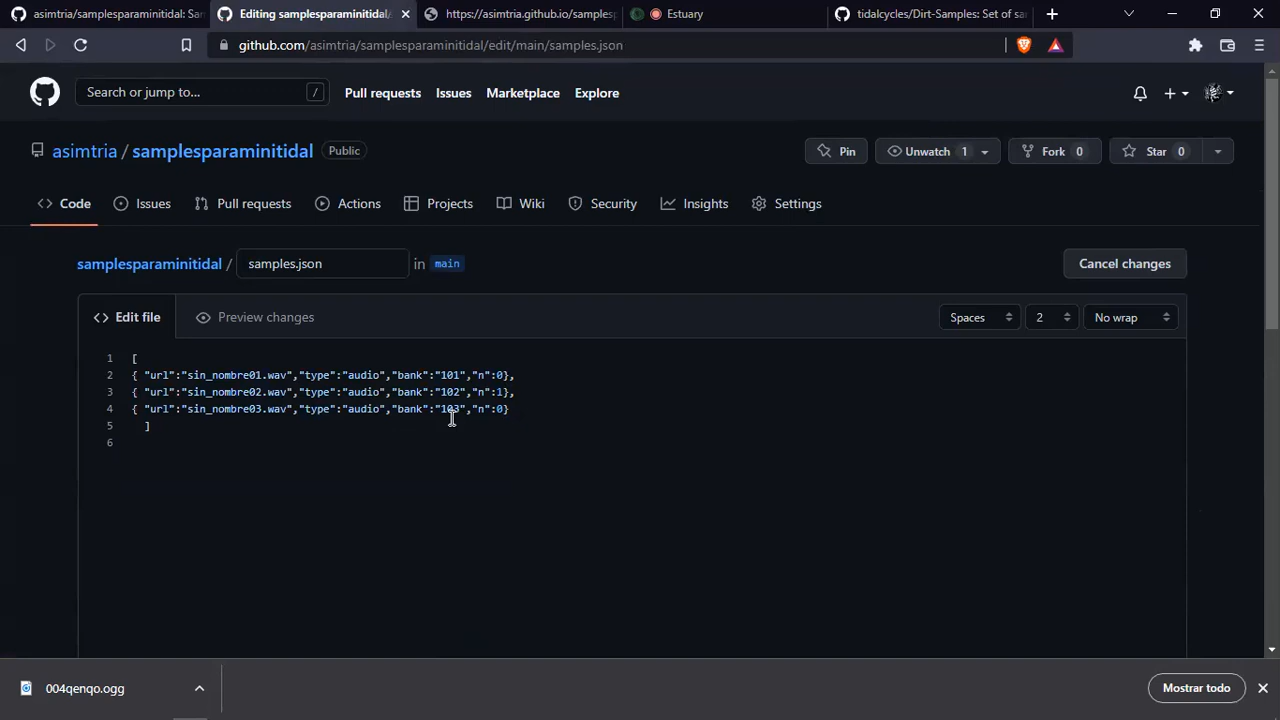 asimtria/samplesparaminitidal: Sar
Editing samplesparaminitidal/
https://asimtria.github.io/samplesp
Estuary
tidalcycles/Dirt-Samples: Set of sa
github.com/asimtria/samplesparaminitidal/edit/main/samples.json
Search or jump to... /
Pull requests
Issues
Marketplace
Explore
asimtria / samplesparaminitidal Public
Pin
Unwatch 1
Fork 0
Star 0
Code
Issues
Pull requests
Actions
Projects
Wiki
Security
Insights
Settings
samplesparaminitidal / samples.json in main
Cancel changes
Edit file
Preview changes
Spaces
2
No wrap
1 [
2 { "url":"sin_nombre01.wav","type":"audio","bank":"101","n":0},
3 { "url":"sin_nombre02.wav","type":"audio","bank":"102","n":1},
4 { "url":"sin_nombre03.wav","type":"audio","bank":"103","n":0}
5 ]
6
004qenqo.ogg
Mostrar todo